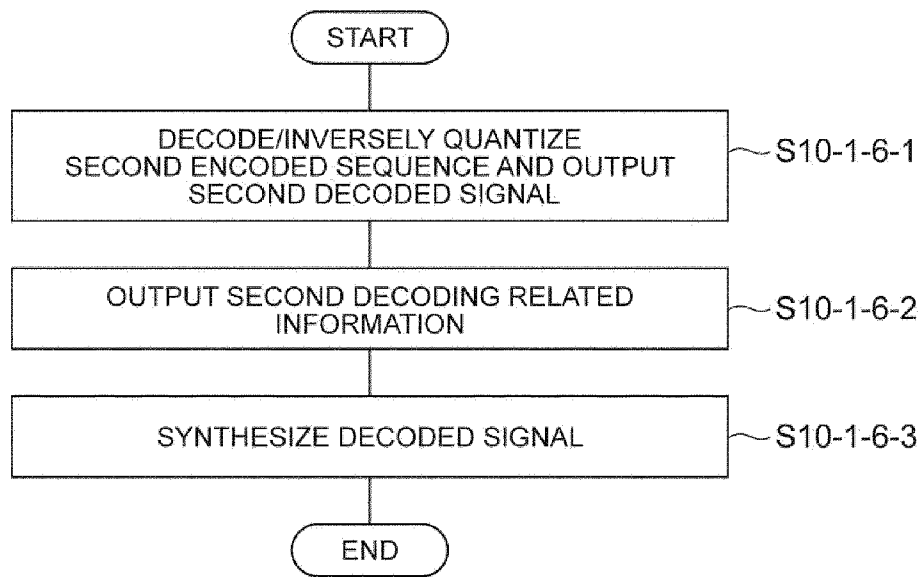 START
DECODE/INVERSELY QUANTIZE
SECOND ENCODED SEQUENCE AND OUTPUT
SECOND DECODED SIGNAL
S10-1-6-1
OUTPUT SECOND DECODING RELATED
INFORMATION
S10-1-6-2
SYNTHESIZE DECODED SIGNAL
S10-1-6-3
END